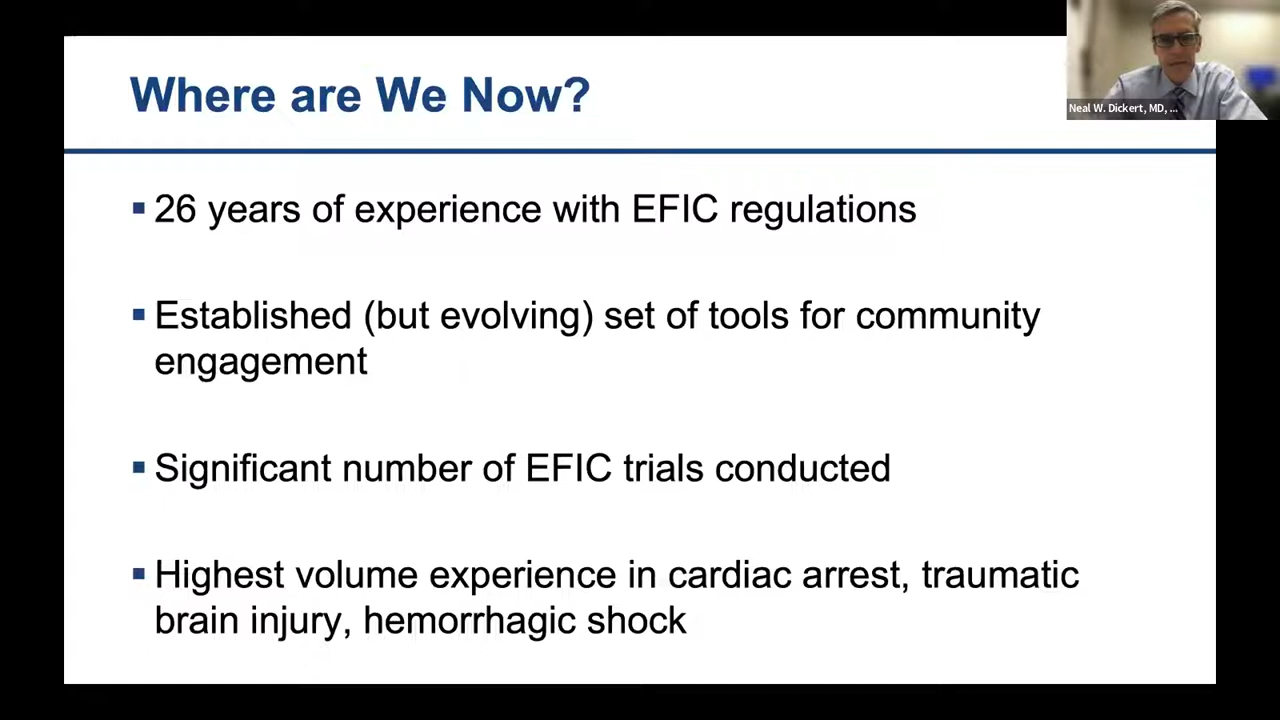 Where are We Now?
Neal W. Dickert, MD, ...
▪ 26 years of experience with EFIC regulations
▪ Established (but evolving) set of tools for community
engagement
▪ Significant number of EFIC trials conducted
▪ Highest volume experience in cardiac arrest, traumatic
brain injury, hemorrhagic shock